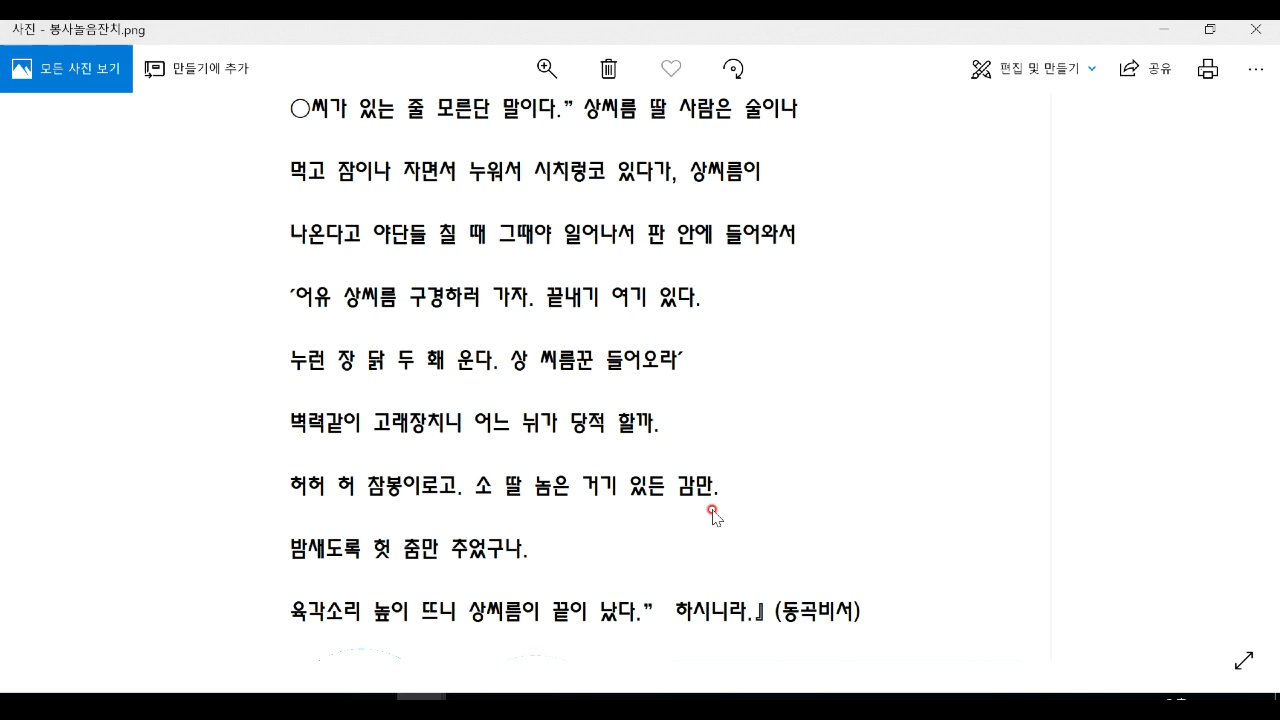 사진 - 봉사놀음잔치.png
모든 사진 보기
만들기에 추가
편집 및 만들기
공유
○씨가 있는 줄 모른단 말이다.” 상씨름 딸 사람은 술이나
먹고 잠이나 자면서 누워서 시치렁코 있다가, 상씨름이
나온다고 야단들 칠 때 그때야 일어나서 판 안에 들어와서
´어유 상씨름 구경하러 가자. 끝내기 여기 있다.
누런 장 닭 두 홰 운다. 상 씨름꾼 들어오라´
벽력같이 고래장치니 어느 뉘가 당적 할까.
허허 허 참봉이로고. 소 딸 놈은 거기 있든 감만.
밤새도록 헛 춤만 추었구나.
육각소리 높이 뜨니 상씨름이 끝이 났다.” 하시니라.』(동곡비서)